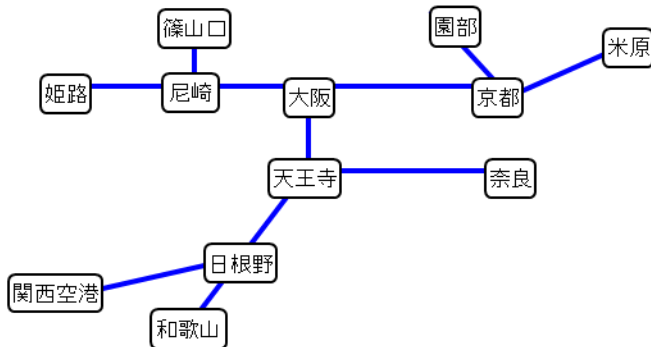 篠山口
園部
米原
姫路
尼崎
大阪
京都
天王寺
奈良
日根野
関西空港
和歌山